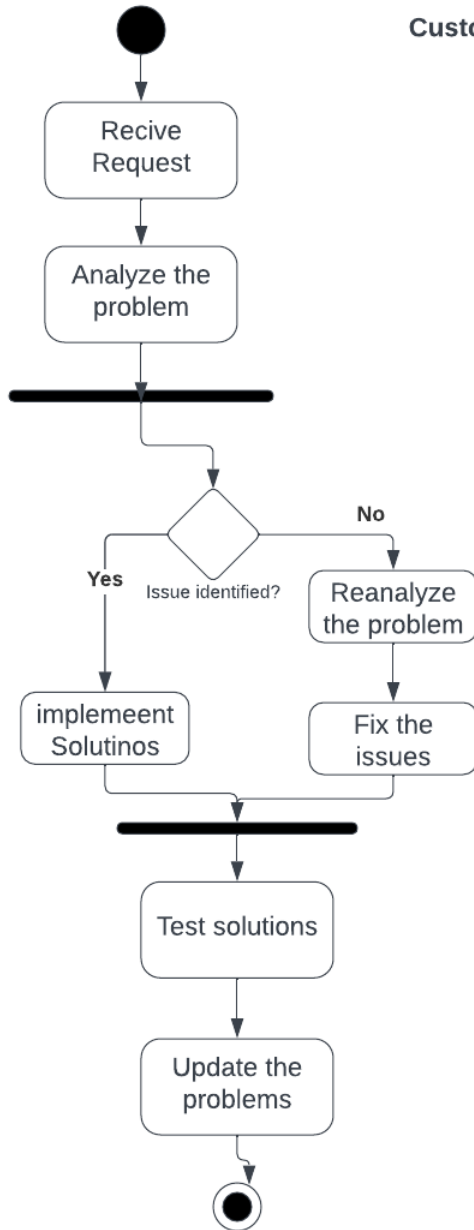 Custo
Recive
Request
Analyze the
problem
No
Yes
Issue identified?
Reanalyze
the problem
implemeent
Solutinos
Fix the
issues
Test solutions
Update the
problems